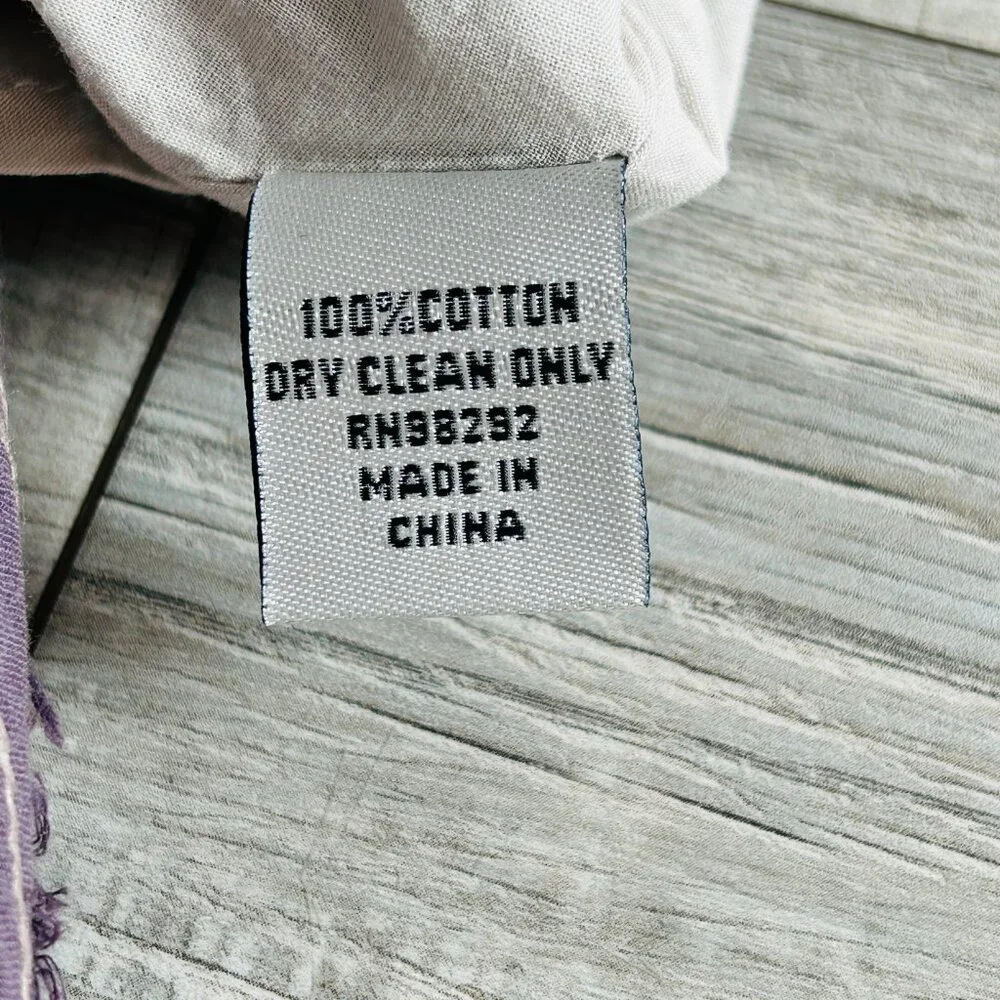 100%COTTON
DRY CLEAN ONLY
RN98292
MADE IN
CHINA